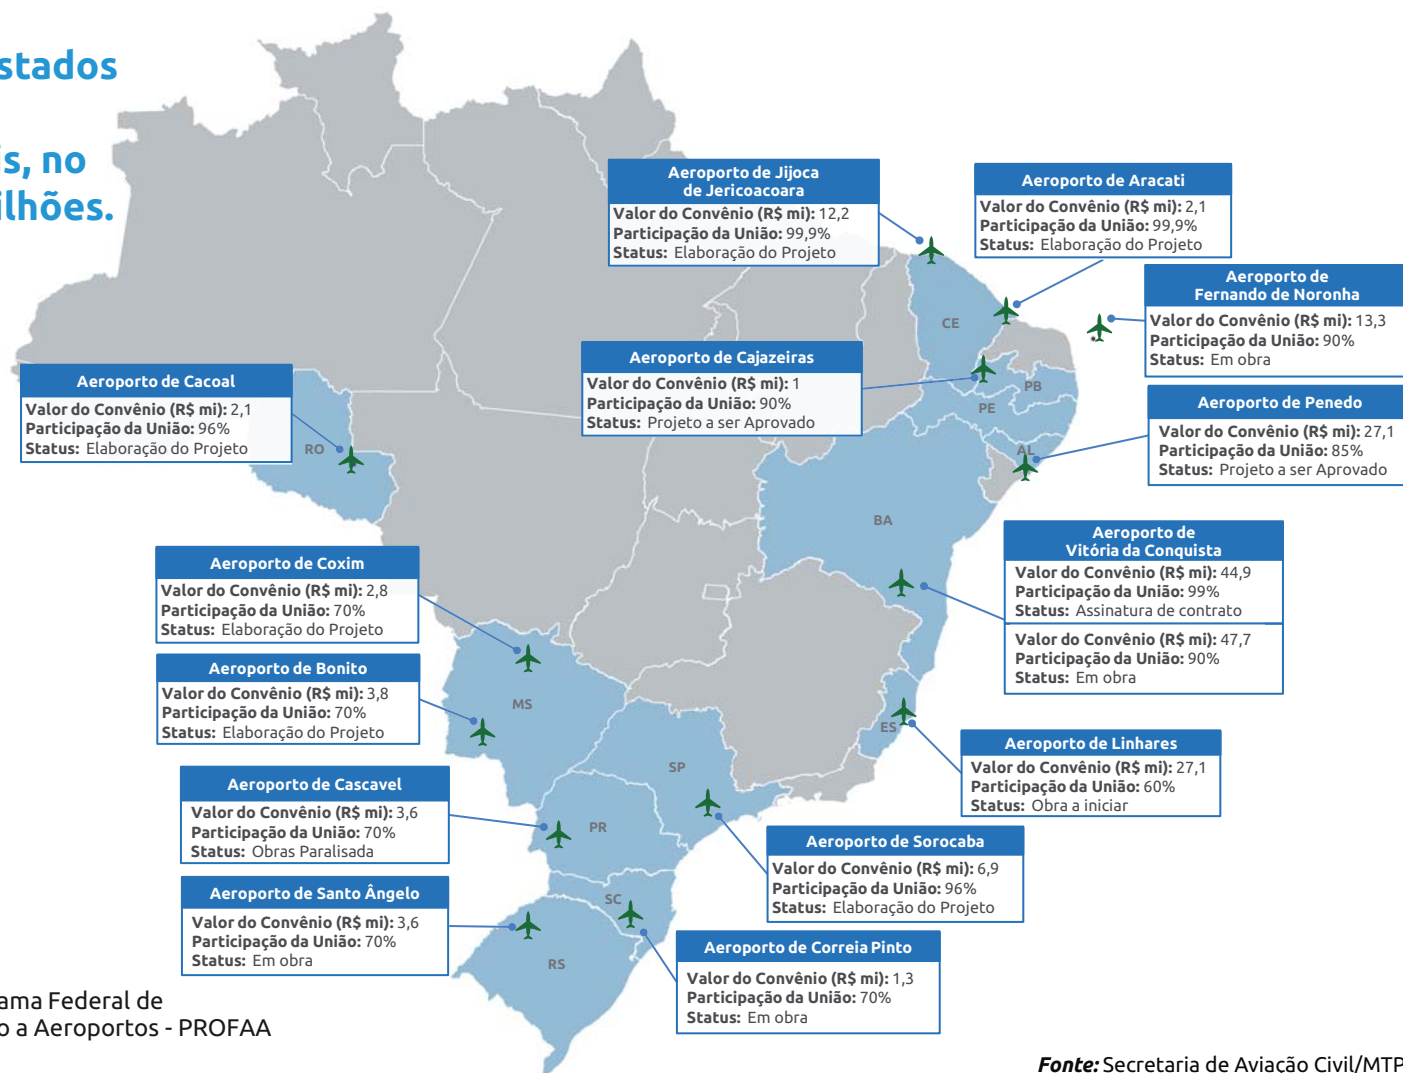 stados
is, no
ilhões.
Aeroporto de Jijoca
de Jericoacoara
Valor do Convênio (R$ mi): 12,2
Participação da União: 99,9%
Status: Elaboração do Projeto
Aeroporto de Aracati
Valor do Convênio (R$ mi): 2,1
Participação da União: 99,9%
Status: Elaboração do Projeto
Aeroporto de
Fernando de Noronha
Valor do Convênio (R$ mi): 13,3
Participação da União: 90%
Status: Em obra
CE
Aeroporto de Cajazeiras
Valor do Convênio (R$ mi): 1
Participação da União: 90%
Status: Projeto a ser Aprovado
PB
PE
Aeroporto de Cacoal
Valor do Convênio (R$ mi): 2,1
Participação da União: 96%
Status: Elaboração do Projeto
RO
Aeroporto de Penedo
Valor do Convênio (R$ mi): 27,1
Participação da União: 85%
Status: Projeto a ser Aprovado
AL
BA
Aeroporto de
Vitória da Conquista
Valor do Convênio (R$ mi): 44,9
Participação da União: 99%
Status: Assinatura de contrato
Valor do Convênio (R$ mi): 47,7
Participação da União: 90%
Status: Em obra
Aeroporto de Coxim
Valor do Convênio (R$ mi): 2,8
Participação da União: 70%
Status: Elaboração do Projeto
Aeroporto de Bonito
Valor do Convênio (R$ mi): 3,8
Participação da União: 70%
Status: Elaboração do Projeto
MS
ES
Aeroporto de Linhares
Valor do Convênio (R$ mi): 27,1
Participação da União: 60%
Status: Obra a iniciar
SP
Aeroporto de Cascavel
Valor do Convênio (R$ mi): 3,6
Participação da União: 70%
Status: Obras Paralisada
PR
Aeroporto de Sorocaba
Valor do Convênio (R$ mi): 6,9
Participação da União: 96%
Status: Elaboração do Projeto
Aeroporto de Santo Ângelo
Valor do Convênio (R$ mi): 3,6
Participação da União: 70%
Status: Em obra
SC
RS
Aeroporto de Correia Pinto
Valor do Convênio (R$ mi): 1,3
Participação da União: 70%
Status: Em obra
ama Federal de
o a Aeroportos - PROFAA
Fonte: Secretaria de Aviação Civil/MTP